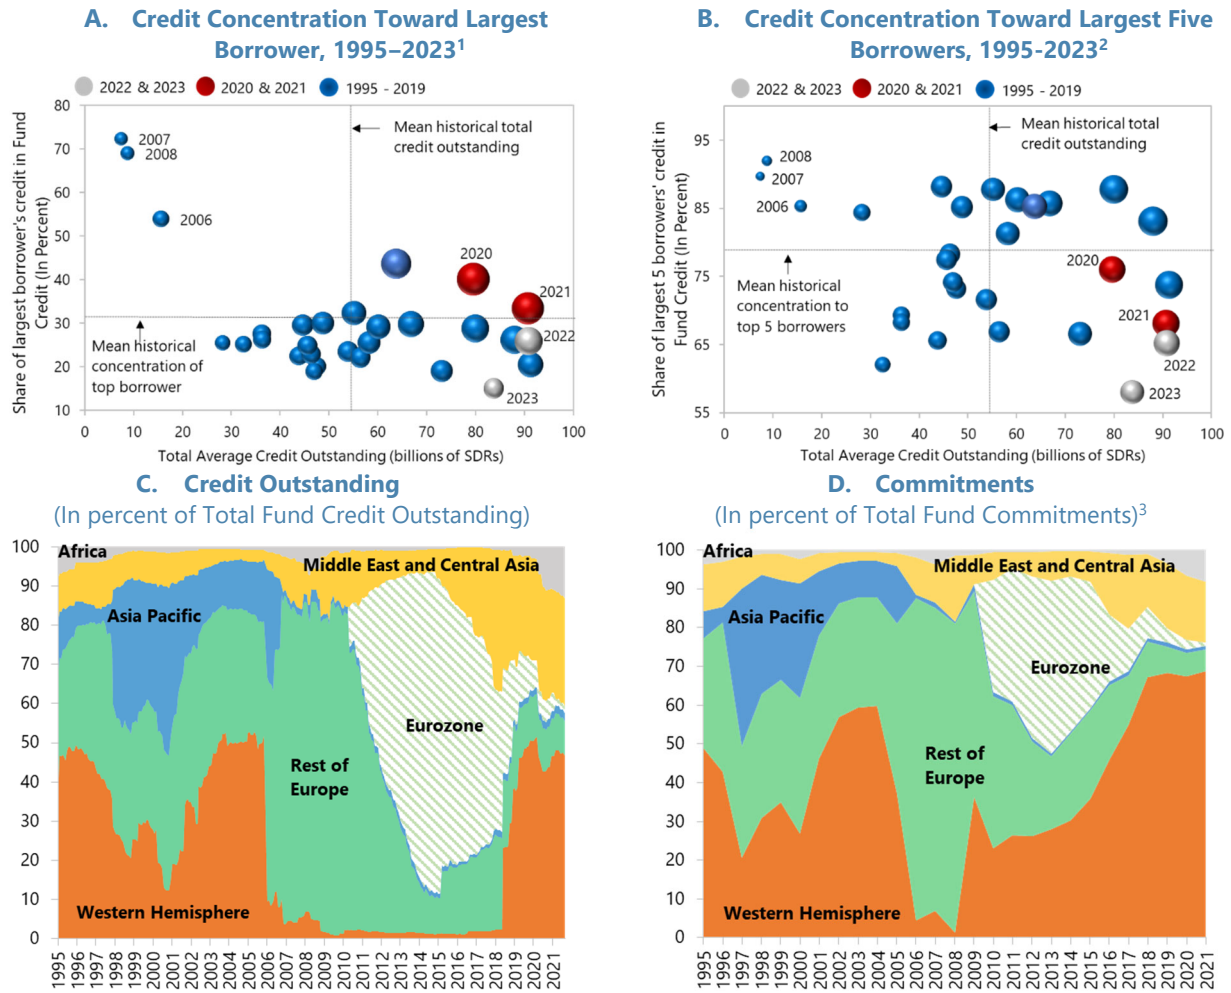 A. Credit Concentration Toward Largest
Borrower, 1995–2023¹
2022 & 2023 2020 & 2021 1995 - 2019
Share of largest borrower's credit in Fund
Credit (In Percent)
80
70
60
50
40
30
20
10
2007
2008
2006
Mean historical total
credit outstanding
2020
2021
2022
2023
Mean historical
concentration of
top borrower
0 10 20 30 40 50 60 70 80 90 100
Total Average Credit Outstanding (billions of SDRs)
B. Credit Concentration Toward Largest Five
Borrowers, 1995-2023²
2022 & 2023 2020 & 2021 1995 - 2019
Share of largest 5 borrowers' credit in
Fund Credit (In Percent)
95
85
75
65
55
Mean historical total
credit outstanding
2008
2007
2006
2020
2021
2022
2023
Mean historical
concentration to
top 5 borrowers
0 10 20 30 40 50 60 70 80 90 100
Total Average Credit Outstanding (billions of SDRs)
C. Credit Outstanding
(In percent of Total Fund Credit Outstanding)
100
90
80
70
60
50
40
30
20
10
0
Africa
Middle East and Central Asia
Asia Pacific
Eurozone
Rest of
Europe
Western Hemisphere
1995 1996 1997 1998 1999 2000 2001 2002 2003 2004 2005 2006 2007 2008 2009 2010 2011 2012 2013 2014 2015 2016 2017 2018 2019 2020 2021
D. Commitments
(In percent of Total Fund Commitments)³
100
90
80
70
60
50
40
30
20
10
0
Africa
Middle East and Central Asia
Asia Pacific
Eurozone
Rest of
Europe
Western Hemisphere
1995 1996 1997 1998 1999 2000 2001 2002 2003 2004 2005 2006 2007 2008 2009 2010 2011 2012 2013 2014 2015 2016 2017 2018 2019 2020 2021